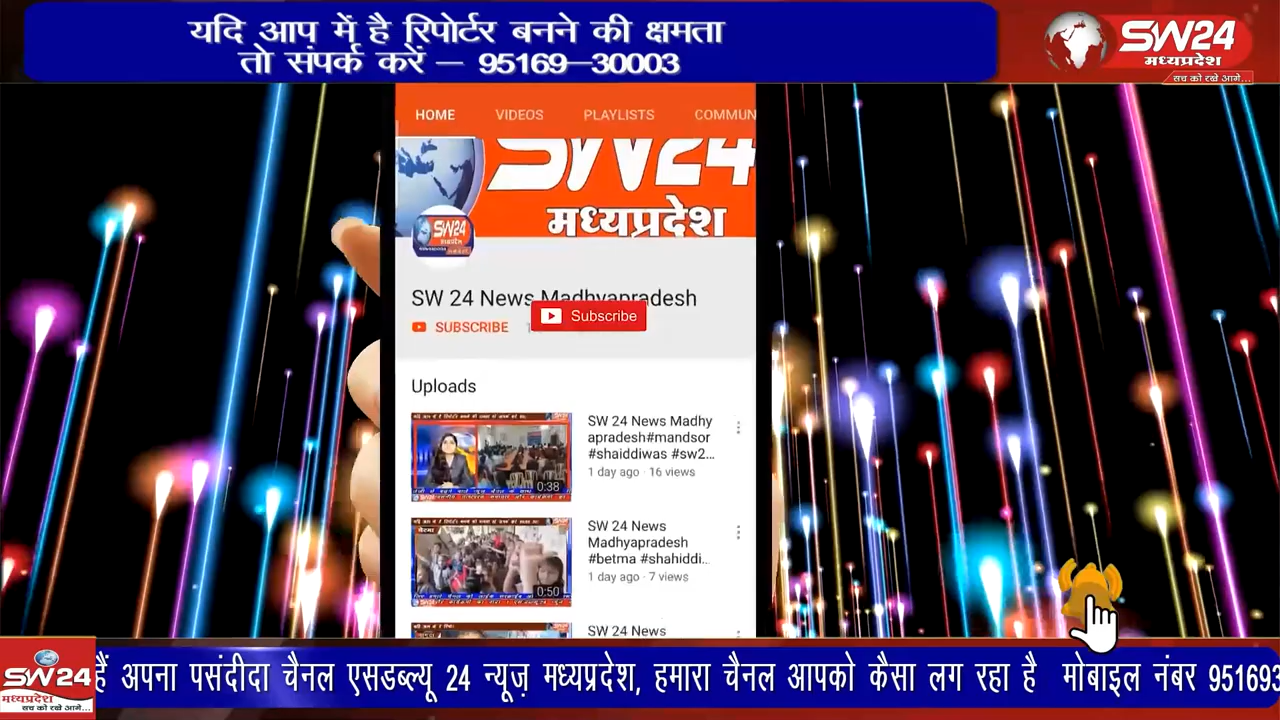 यदि आप में है रिपोर्टर बनने की क्षमता
तो संपर्क करें – 95169–30003
SW24
मध्यप्रदेश
सच को रखे आगे...
HOME VIDEOS PLAYLISTS COMMUN
SW24
मध्यप्रदेश
SW24
SW 24 News Madhyapradesh
SUBSCRIBE
Subscribe
Uploads
SW 24 News Madhy
apradesh#mandsor
#shaiddiwas #sw2...
1 day ago · 16 views
0:38
SW 24 News
Madhyapradesh
#betma #shahiddi...
1 day ago · 7 views
0:50
SW 24 News
SW24
मध्यप्रदेश
सच को रखे आगे...
हैं अपना पसंदीदा चैनल एसडब्ल्यू 24 न्यूज़ मध्यप्रदेश, हमारा चैनल आपको कैसा लग रहा है मोबाइल नंबर 951693